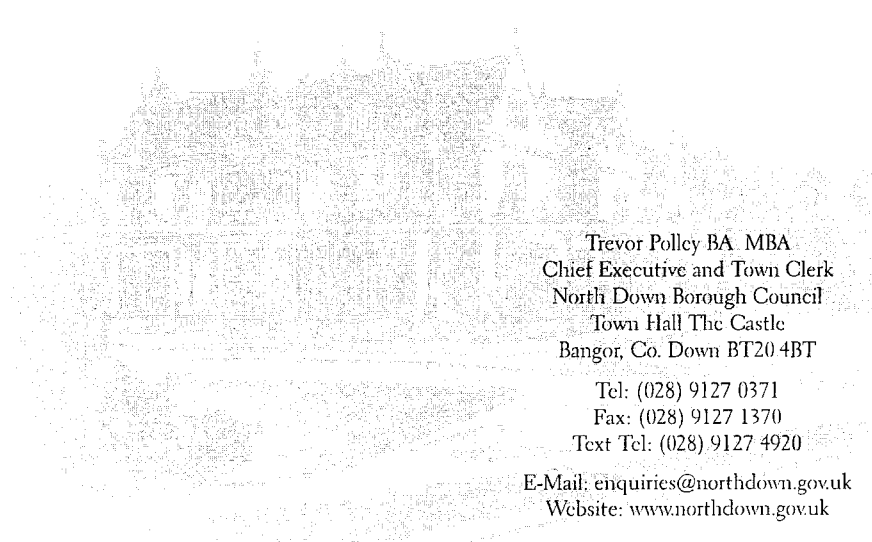 Trevor Polley BA MBA
Chief Executive and Town Clerk
North Down Borough Council
Town Hall The Castle
Bangor, Co. Down BT20 4BT
Tel: (028) 9127 0371
Fax: (028) 9127 1370
Text Tel: (028) 9127 4920
E-Mail: enquiries@northdown.gov.uk
Website: www.northdown.gov.uk